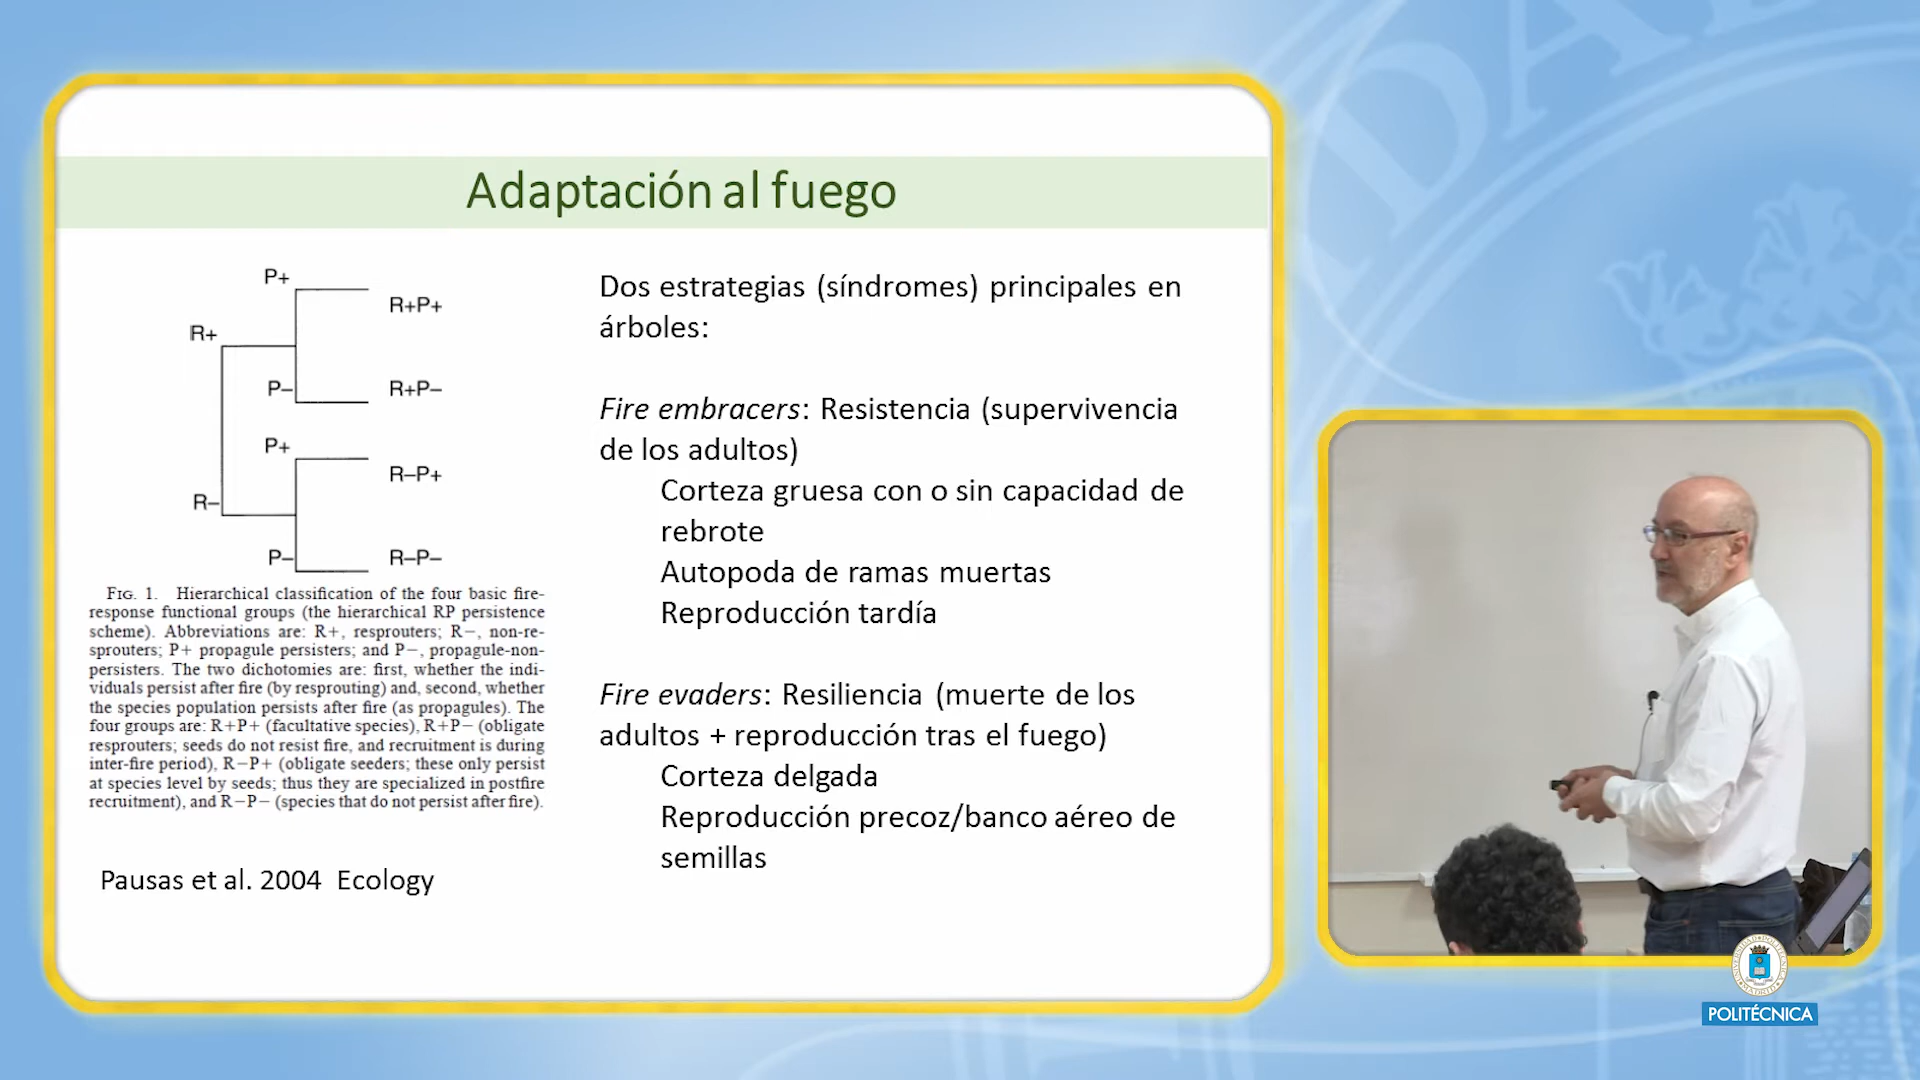 Adaptación al fuego
P+
R+P+
R+
P–
R+P–
P+
R–P+
R–
P–
R–P–
FIG. 1. Hierarchical classification of the four basic fire-
response functional groups (the hierarchical RP persistence
scheme). Abbreviations are: R+, resprouters; R–, non-re-
sprouters; P+ propagule persisters; and P–, propagule-non-
persisters. The two dichotomies are: first, whether the indi-
viduals persist after fire (by resprouting) and, second, whether
the species population persists after fire (as propagules). The
four groups are: R+P+ (facultative species), R+P– (obligate
resprouters; seeds do not resist fire, and recruitment is during
inter-fire period), R–P+ (obligate seeders; these only persist
at species level by seeds; thus they are specialized in postfire
recruitment), and R–P– (species that do not persist after fire).
Pausas et al. 2004 Ecology
Dos estrategias (síndromes) principales en
árboles:
Fire embracers: Resistencia (supervivencia
de los adultos)
Corteza gruesa con o sin capacidad de
rebrote
Autopoda de ramas muertas
Reproducción tardía
Fire evaders: Resiliencia (muerte de los
adultos + reproducción tras el fuego)
Corteza delgada
Reproducción precoz/banco aéreo de
semillas
POLITÉCNICA